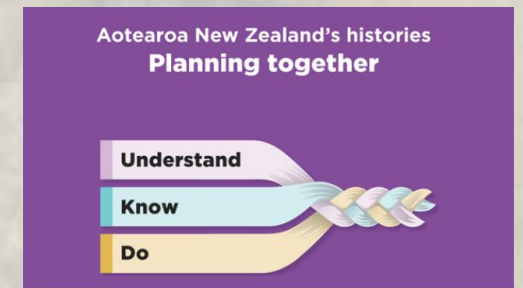 Aotearoa New Zealand’s histories
Planning together
Understand
Know
Do